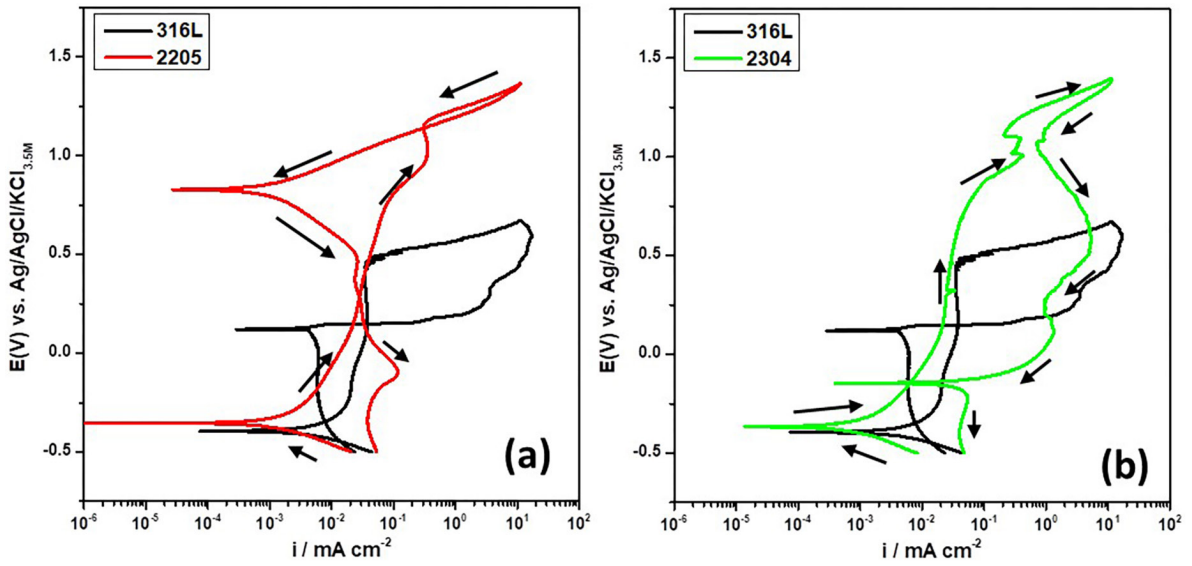 316L
2205
E(V) vs. Ag/AgCl/KCl3.5M
1.5
1.0
0.5
0.0
-0.5
(a)
10-6 10-5 10-4 10-3 10-2 10-1 100 101 102
i / mA cm-2
316L
2304
E(V) vs. Ag/AgCl/KCl3.5M
1.5
1.0
0.5
0.0
-0.5
(b)
10-6 10-5 10-4 10-3 10-2 10-1 100 101 102
i / mA cm-2